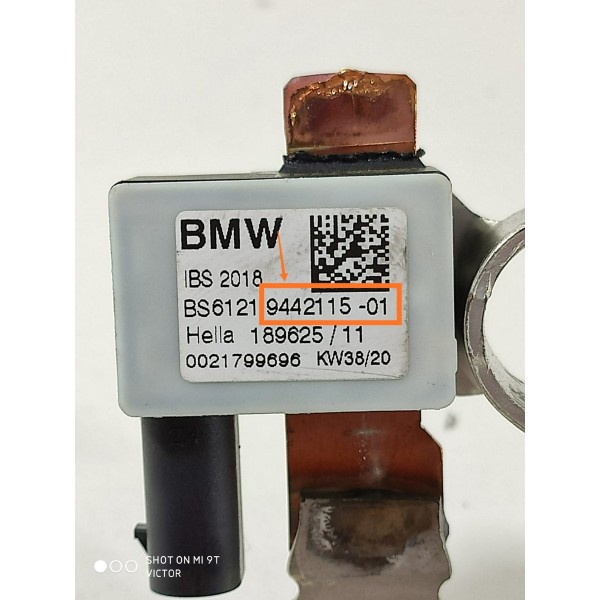 BMW
IBS 2018
BS6121 9442115-01
Hella 189625/11
0021799696 KW38/20
SHOT ON MI 9T
VICTOR